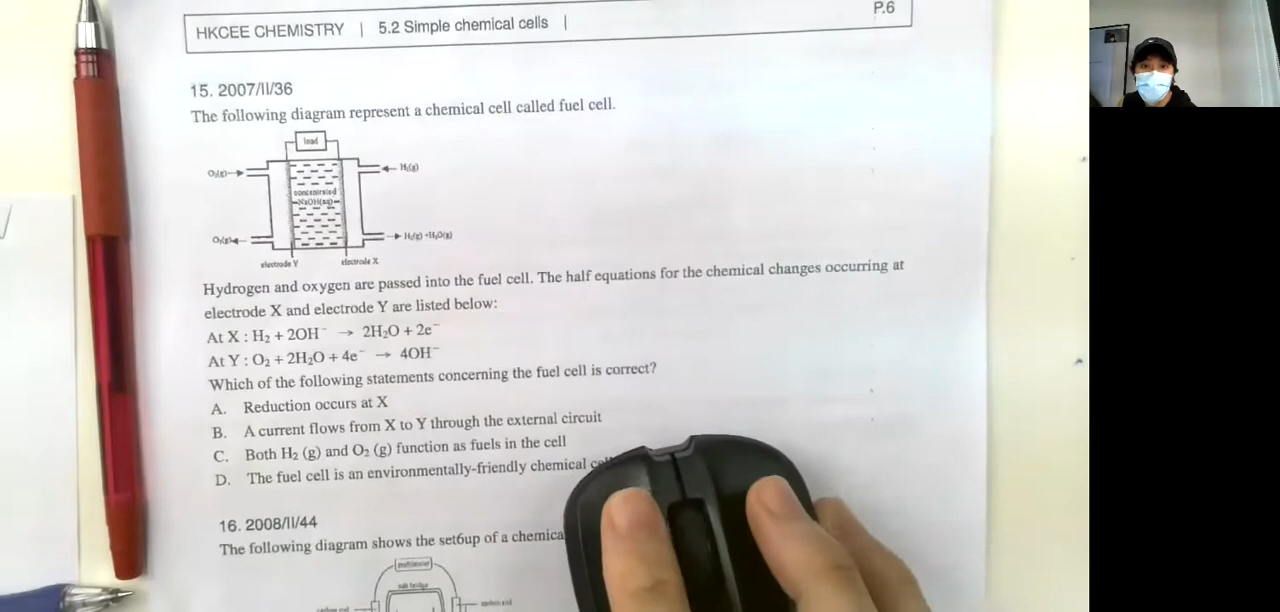 HKCEE CHEMISTRY | 5.2 Simple chemical cells |
P.6
15. 2007/II/36
The following diagram represent a chemical cell called fuel cell.
load
O₂(g)
H₂(g)
concentrated
NaOH(aq)
O₂(g)
H₂(g) +H₂O(g)
electrode Y
electrode X
Hydrogen and oxygen are passed into the fuel cell. The half equations for the chemical changes occurring at
electrode X and electrode Y are listed below:
At X : H₂ + 2OH⁻ → 2H₂O + 2e⁻
At Y : O₂ + 2H₂O + 4e⁻ → 4OH⁻
Which of the following statements concerning the fuel cell is correct?
A. Reduction occurs at X
B. A current flows from X to Y through the external circuit
C. Both H₂ (g) and O₂ (g) function as fuels in the cell
D. The fuel cell is an environmentally-friendly chemical
16. 2008/II/44
The following diagram shows the set6up of a chemica
salt bridge
carbon rod